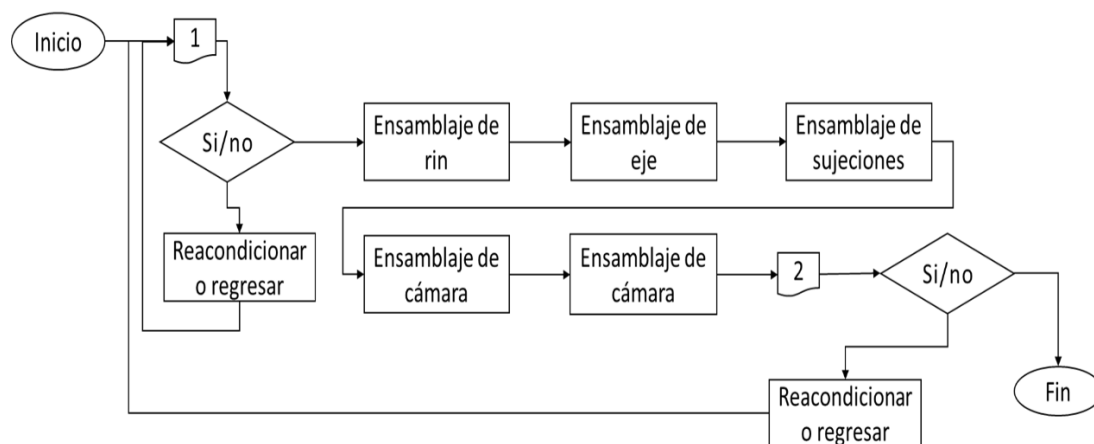 Inicio
1
Si/no
Ensamblaje de
rin
Ensamblaje de
eje
Ensamblaje de
sujeciones
Reacondicionar
o regresar
Ensamblaje de
cámara
Ensamblaje de
cámara
2
Si/no
Reacondicionar
o regresar
Fin